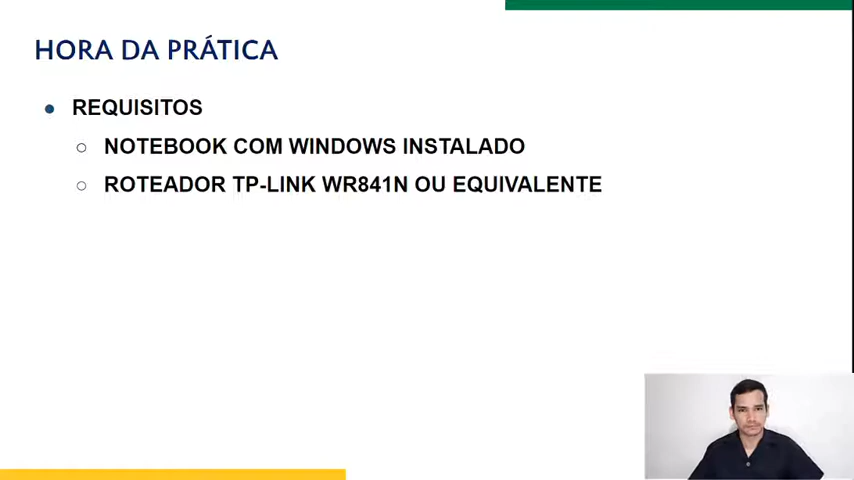 HORA DA PRÁTICA
REQUISITOS
NOTEBOOK COM WINDOWS INSTALADO
ROTEADOR TP-LINK WR841N OU EQUIVALENTE